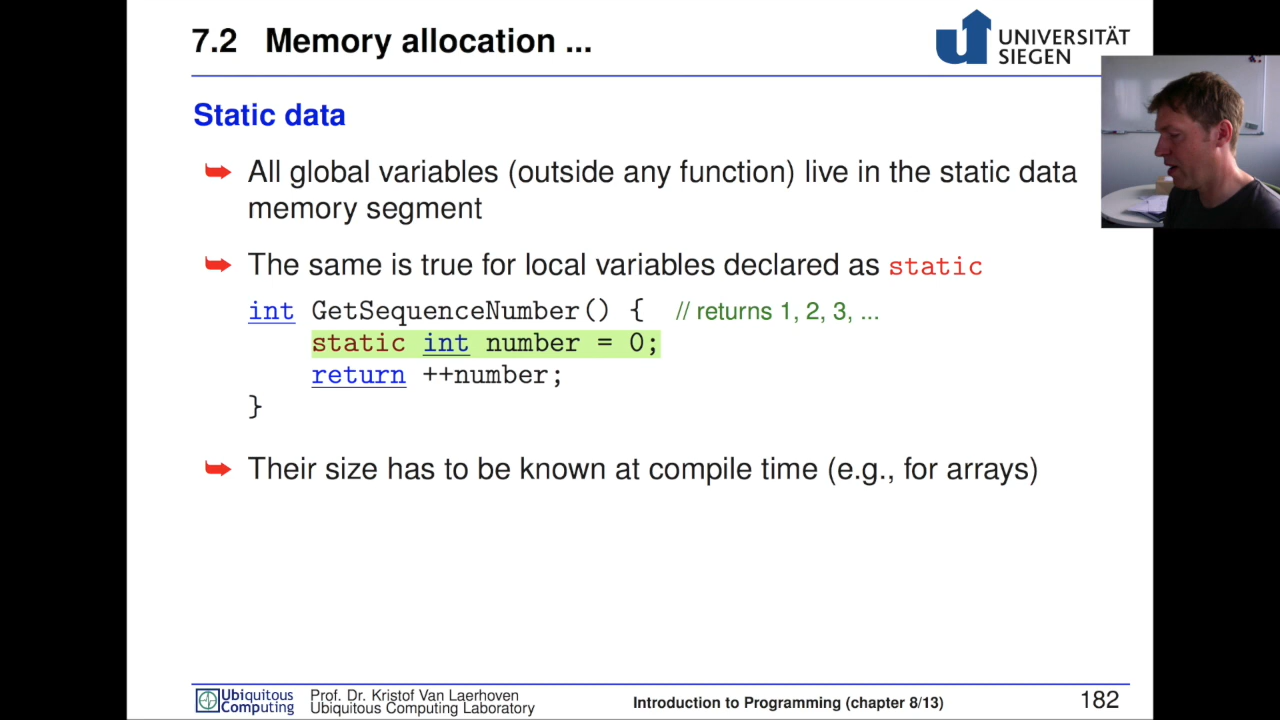 7.2 Memory allocation ...
UNIVERSITÄT
SIEGEN
Static data
All global variables (outside any function) live in the static data
memory segment
The same is true for local variables declared as static
int GetSequenceNumber() { // returns 1, 2, 3, ...
static int number = 0;
return ++number;
}
Their size has to be known at compile time (e.g., for arrays)
Ubiquitous
Computing
Prof. Dr. Kristof Van Laerhoven
Ubiquitous Computing Laboratory
Introduction to Programming (chapter 8/13)
182